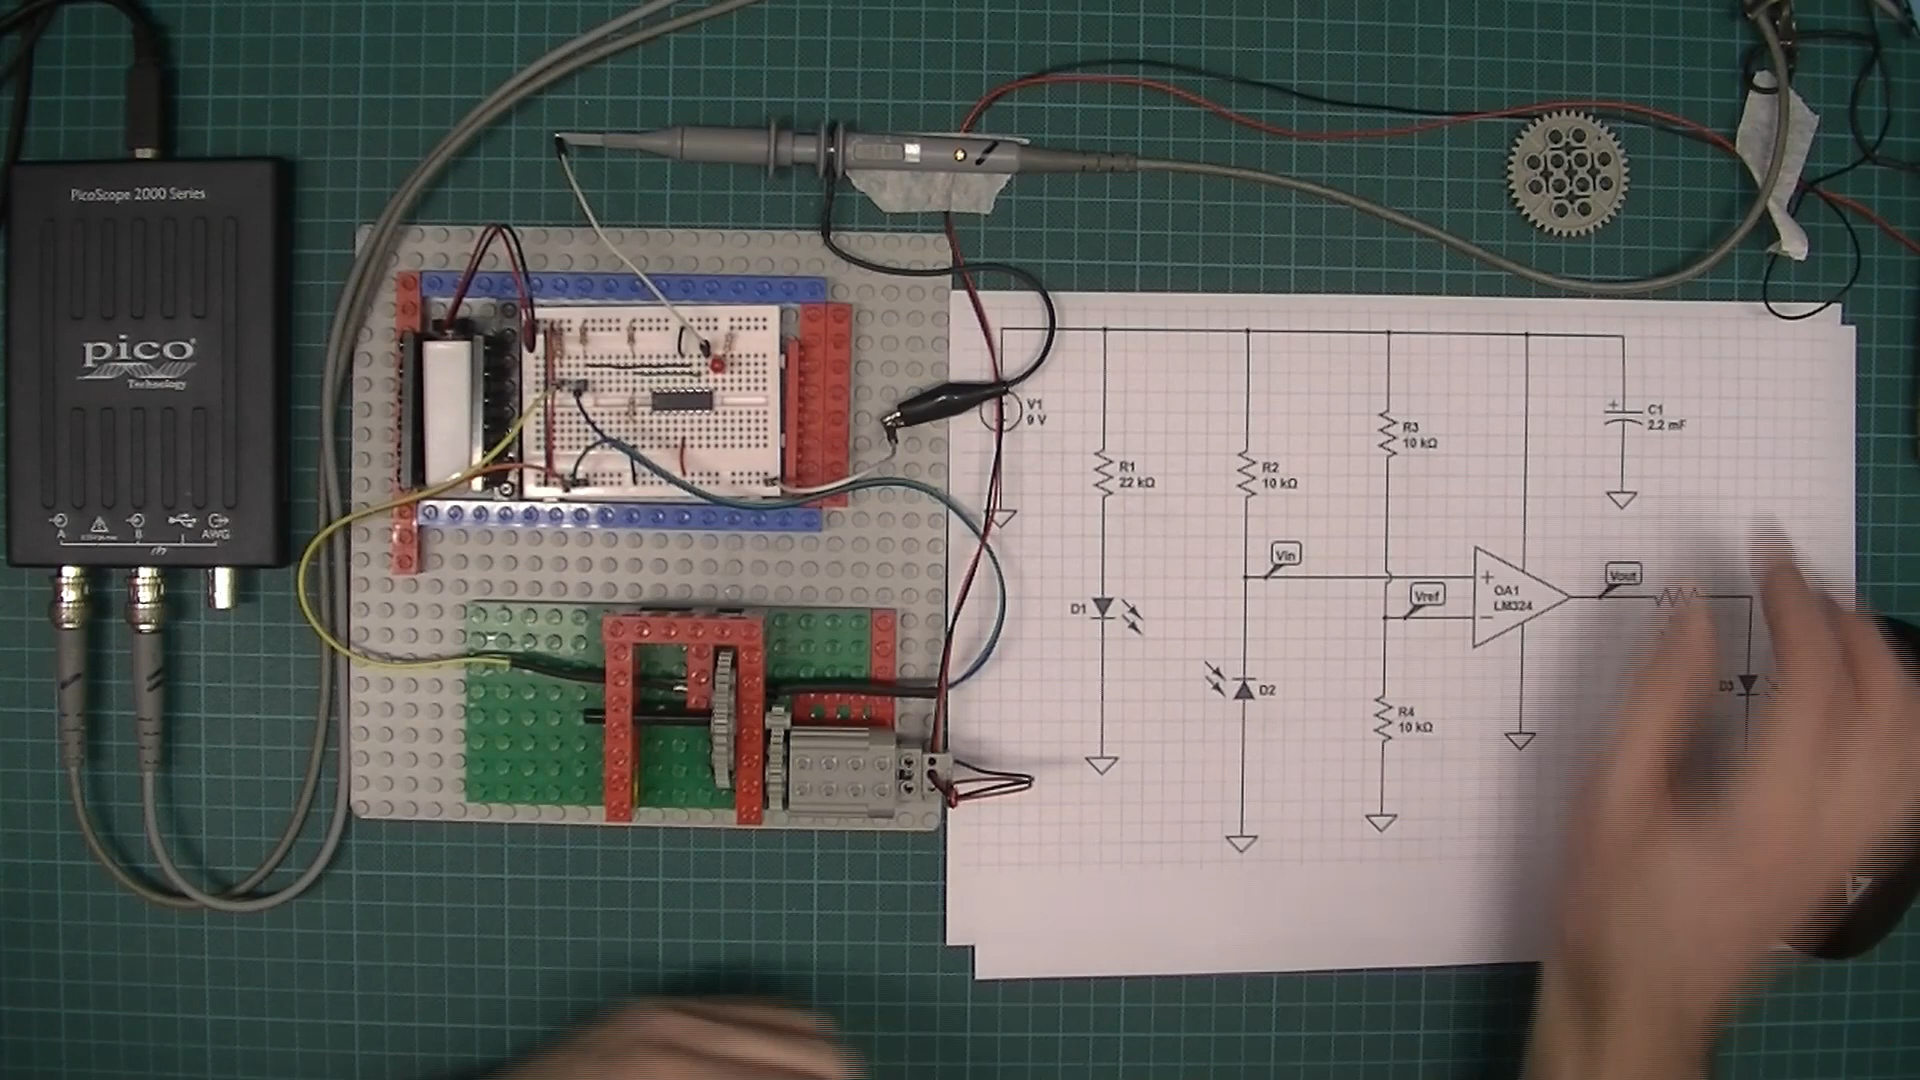 PicoScope 2000 Series
pico
Technology
A
B
AWG
V1
9 V
R1
22 kΩ
R2
10 kΩ
R3
10 kΩ
C1
2.2 mF
Vin
Vref
OA1
LM324
Vout
D1
D2
R4
10 kΩ
D3